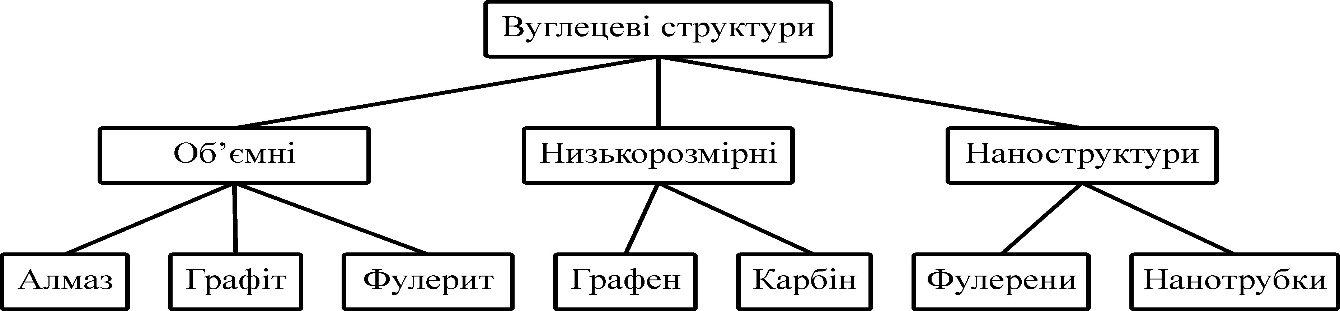 Вуглецеві структури
Об’ємні
Низькорозмірні
Наноструктури
Алмаз
Графіт
Фулерит
Графен
Карбін
Фулерени
Нанотрубки